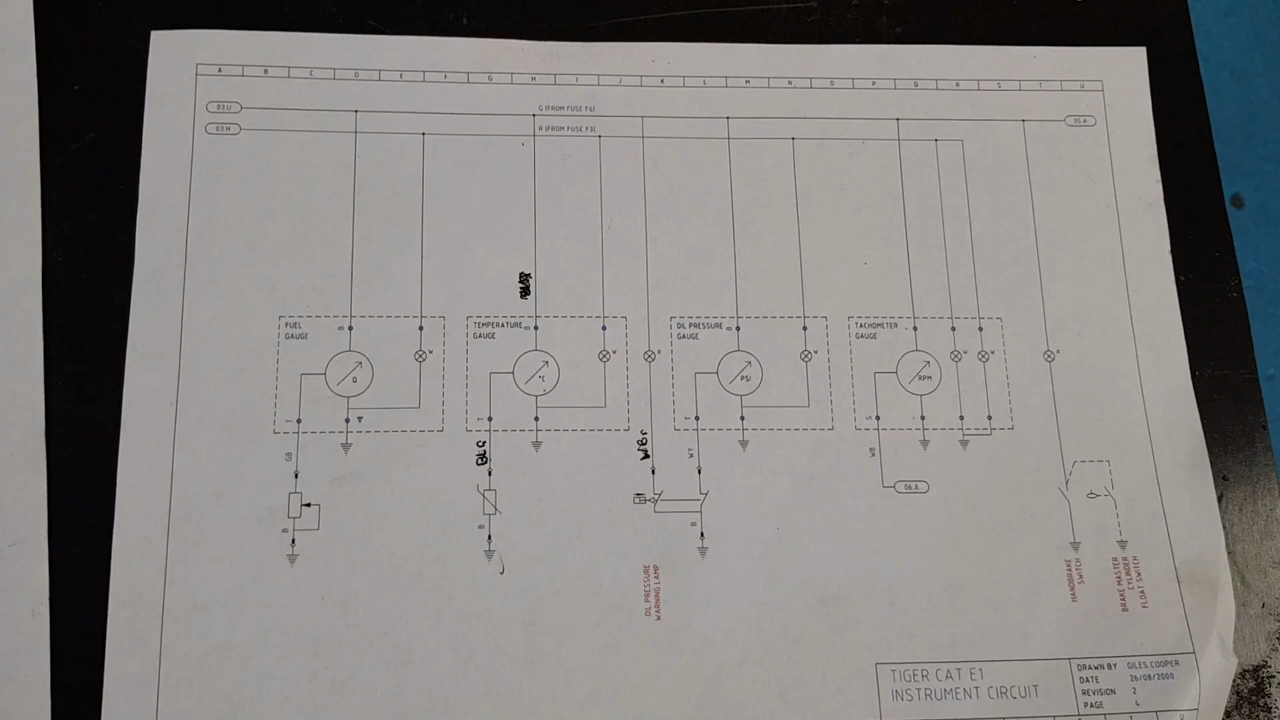 A B C D E F G H I J K L M N O P Q R S T U
03.U G (FROM FUSE F6) 05.A
03.H R (FROM FUSE F3)
FUEL GAUGE
TEMPERATURE GAUGE
OIL PRESSURE GAUGE
TACHOMETER GAUGE
B W B W R B W + W W R
Q °C PSI RPM
T T T S -
GB BLG WBr WY WB
06.A
B B B
OIL PRESSURE
WARNING LAMP
HANDBRAKE
SWITCH
BRAKE MASTER
CYLINDER
FLOAT SWITCH
TIGER CAT E1
INSTRUMENT CIRCUIT
DRAWN BY GILES COOPER
DATE 26/08/2000
REVISION 2
PAGE 4